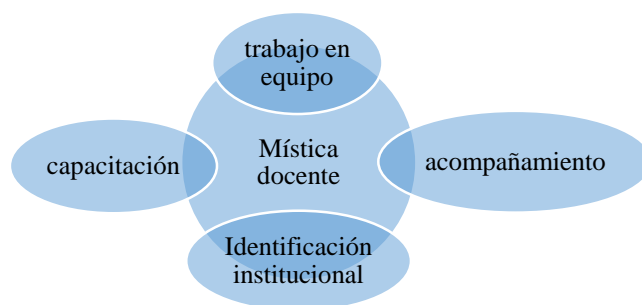 trabajo en
equipo
capacitación
Mística
docente
acompañamiento
Identificación
institucional